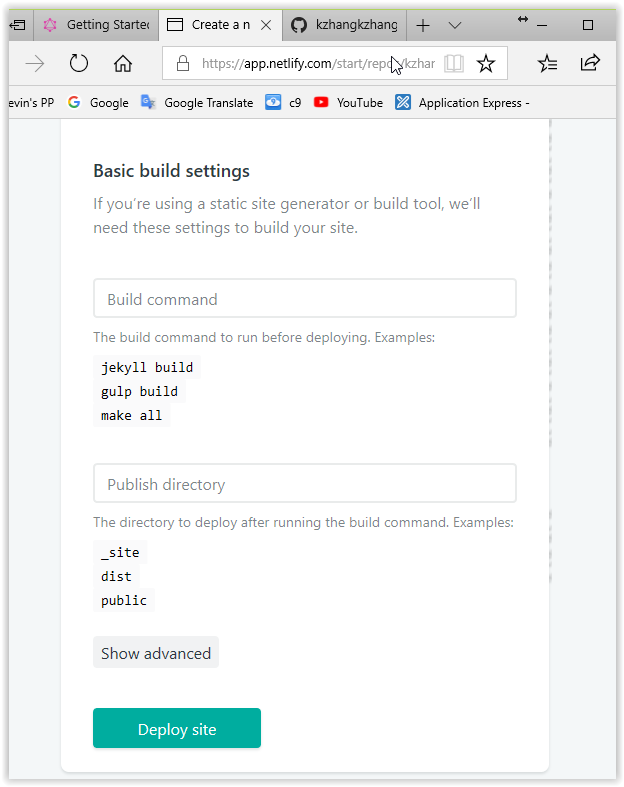 Getting Started
Create a n
kzhangkzhang
https://app.netlify.com/start/repo /kzhar
evin's PP
Google
Google Translate
c9
YouTube
Application Express -
Basic build settings
If you're using a static site generator or build tool, we'll
need these settings to build your site.
Build command
The build command to run before deploying. Examples:
jekyll build
gulp build
make all
Publish directory
The directory to deploy after running the build command. Examples:
_site
dist
public
Show advanced
Deploy site